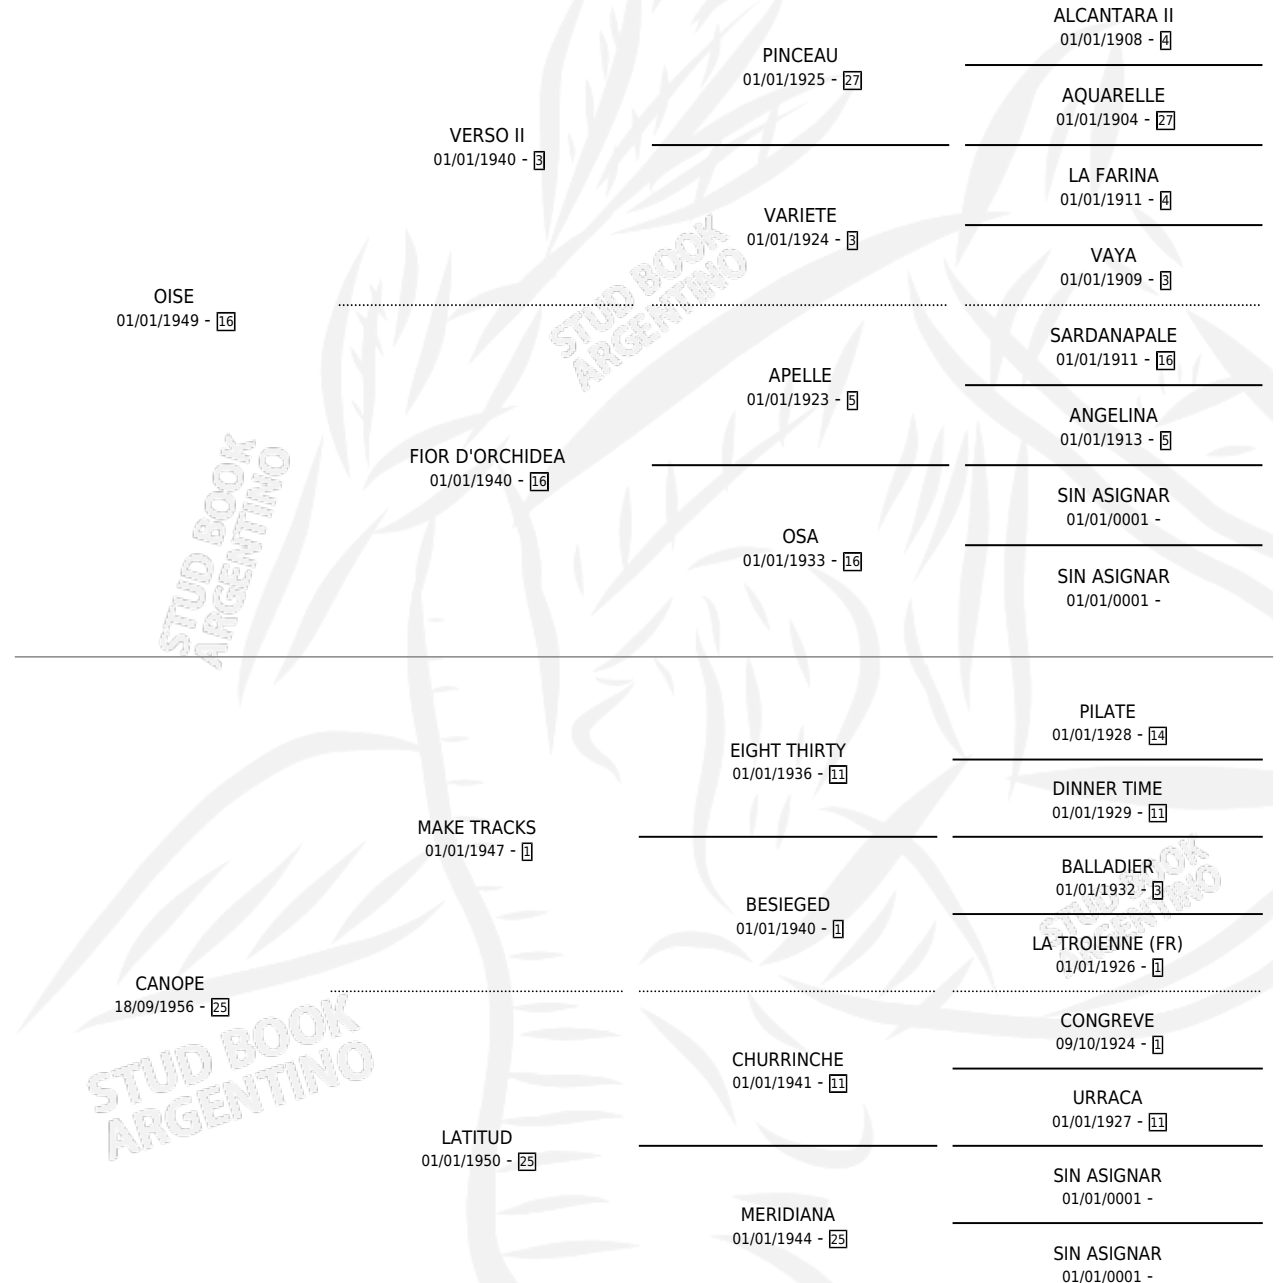 ALCANTARA II
01/01/1908 - 4
PINCEAU
01/01/1925 - 27
AQUARELLE
01/01/1904 - 27
VERSO II
01/01/1940 - 3
LA FARINA
01/01/1911 - 4
VARIETE
01/01/1924 - 3
VAYA
01/01/1909 - 3
OISE
01/01/1949 - 16
SARDANAPALE
01/01/1911 - 16
APELLE
01/01/1923 - 5
ANGELINA
01/01/1913 - 5
FIOR D'ORCHIDEA
01/01/1940 - 16
SIN ASIGNAR
01/01/0001 -
OSA
01/01/1933 - 16
SIN ASIGNAR
01/01/0001 -
STUD BOOK
ARGENTINO
STUD BOOK
ARGENTINO
PILATE
01/01/1928 - 14
EIGHT THIRTY
01/01/1936 - 11
DINNER TIME
01/01/1929 - 11
MAKE TRACKS
01/01/1947 - 1
BALLADIER
01/01/1932 - 3
BESIEGED
01/01/1940 - 1
LA TROIENNE (FR)
01/01/1926 - 1
CANOPE
18/09/1956 - 25
CONGREVE
09/10/1924 - 1
CHURRINCHE
01/01/1941 - 11
URRACA
01/01/1927 - 11
LATITUD
01/01/1950 - 25
SIN ASIGNAR
01/01/0001 -
MERIDIANA
01/01/1944 - 25
SIN ASIGNAR
01/01/0001 -
STUD BOOK
ARGENTINO
STUD BOOK
ARGENTINO